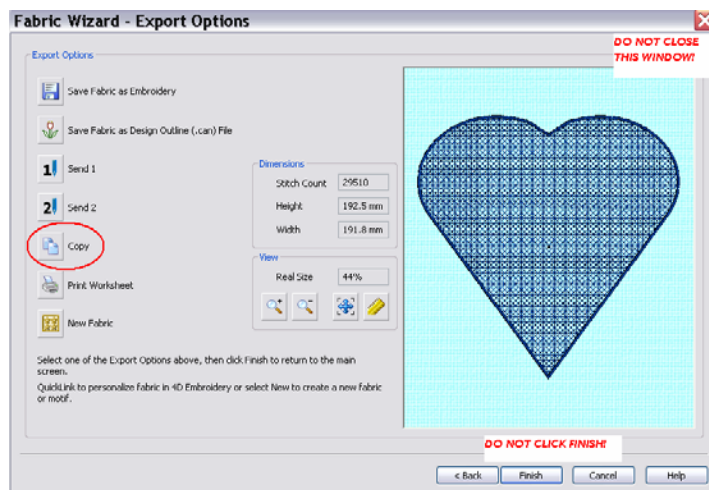 Fabric Wizard - Export Options
DO NOT CLOSE
THIS WINDOW!
Export Options
Save Fabric as Embroidery
Save Fabric as Design Outline (.can) File
1 Send 1
2 Send 2
Copy
Print Worksheet
New Fabric
Dimensions
Stitch Count 29510
Height 192.5 mm
Width 191.8 mm
View
Real Size 44%
Select one of the Export Options above, then click Finish to return to the main
screen.
QuickLink to personalize fabric in 4D Embroidery or select New to create a new fabric
or motif.
DO NOT CLICK FINISH!
< Back Finish Cancel Help